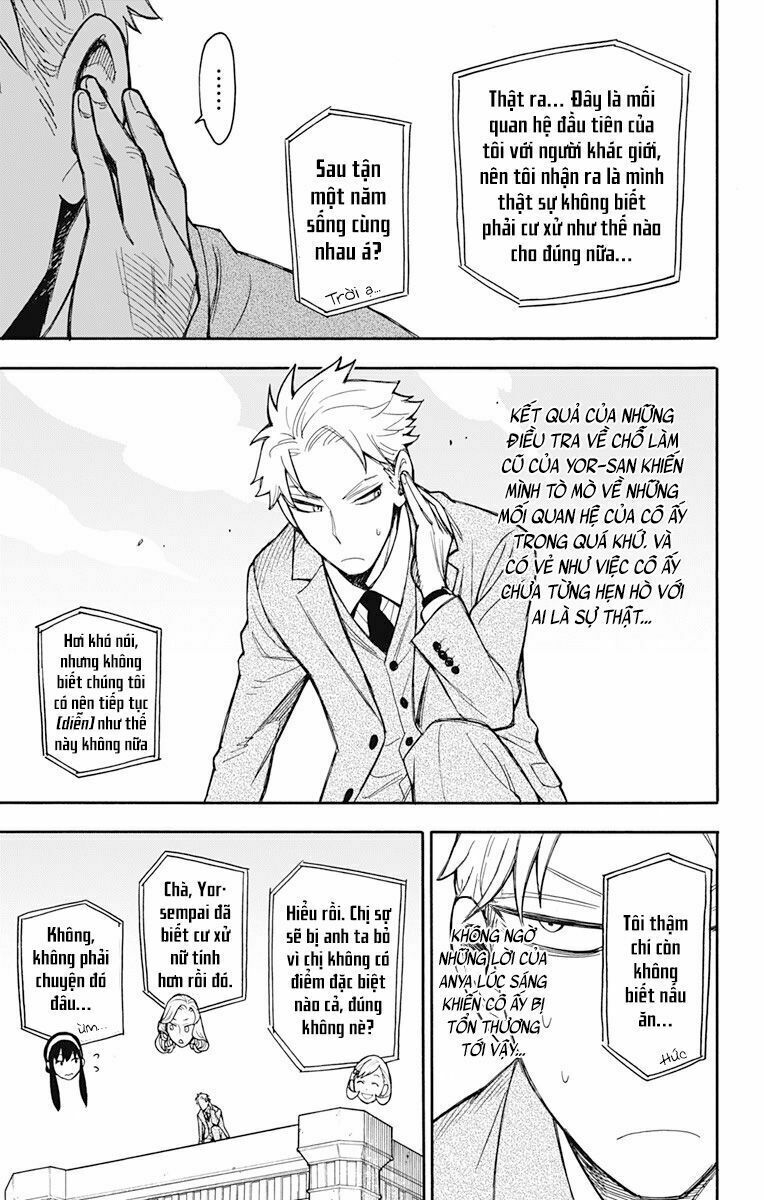 Thật ra... Đây là mối
quan hệ đầu tiên của
tôi với người khác giới,
nên tôi nhận ra là mình
thật sự không biết
phải cư xử như thế nào
cho đúng nữa...
Sau tận
một năm
sống cùng
nhau á?
Trời ạ...
......
KẾT QUẢ CỦA NHỮNG
ĐIỀU TRA VỀ CHỖ LÀM
CŨ CỦA YOR-SAN KHIẾN
MÌNH TÒ MÒ VỀ NHỮNG
MỐI QUAN HỆ CỦA CÔ ẤY
TRONG QUÁ KHỨ. VÀ
CÓ VẺ NHƯ VIỆC CÔ ẤY
CHƯA TỪNG HẸN HÒ VỚI
AI LÀ SỰ THẬT...
Hơi khó nói,
nhưng không
biết chúng tôi
có nên tiếp tục
[diễn] như thế
này không nữa
Tôi thậm
chí còn
không
biết nấu
ăn...
Húc
KHÔNG NGỜ
NHỮNG LỜI CỦA
ANYA LÚC SÁNG
KHIẾN CÔ ẤY BỊ
TỔN THƯƠNG
TỚI VẬY...
Hiểu rồi. Chị sợ
sẽ bị anh ta bỏ
vì chị không có
điểm đặc biệt
nào cả, đúng
không nè?
Chà, Yor-
sempai đã
biết cư xử
nữ tính
hơn rồi đó.
Không,
không phải
chuyện đó
đâu...
ừm...